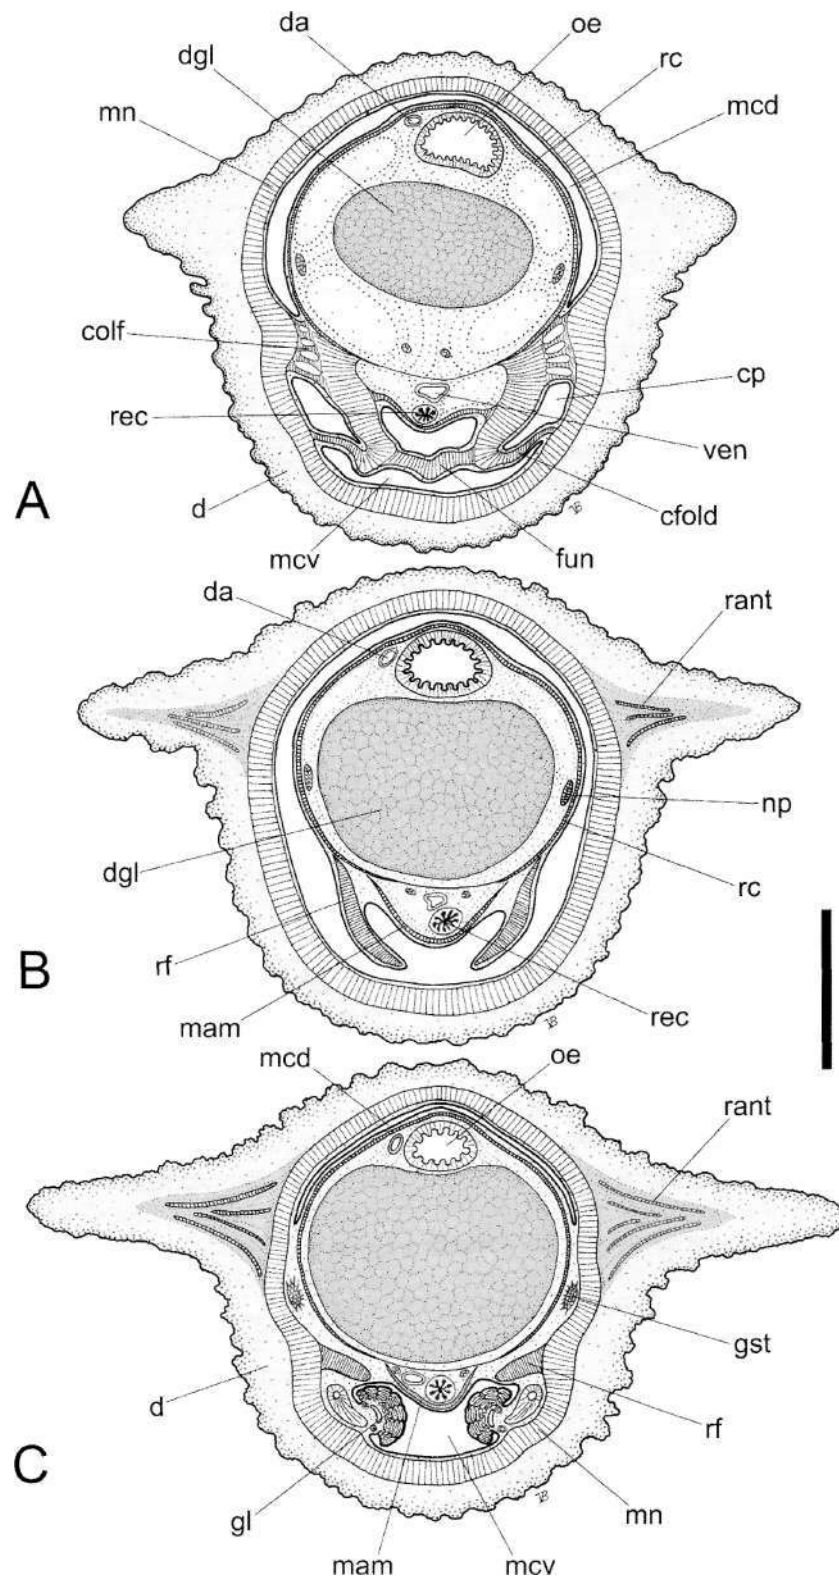 da
oe
dgl
rc
mn
mcd
colf
cp
rec
ven
A
d
cfold
mcv
fun
da
rant
np
dgl
rc
rf
B
mam
rec
mcd
oe
rant
gst
d
rf
C
gl
mn
mam
mcv